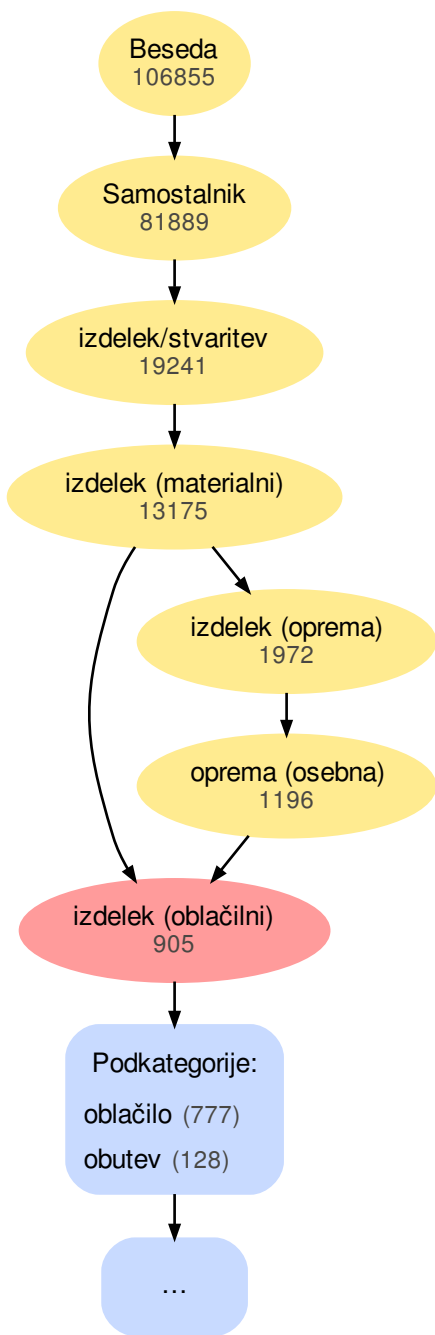 Beseda
106855
Samostalnik
81889
izdelek/stvaritev
19241
izdelek (materialni)
13175
izdelek (oprema)
1972
oprema (osebna)
1196
izdelek (oblačilni)
905
Podkategorije:
oblačilo (777)
obutev (128)
...